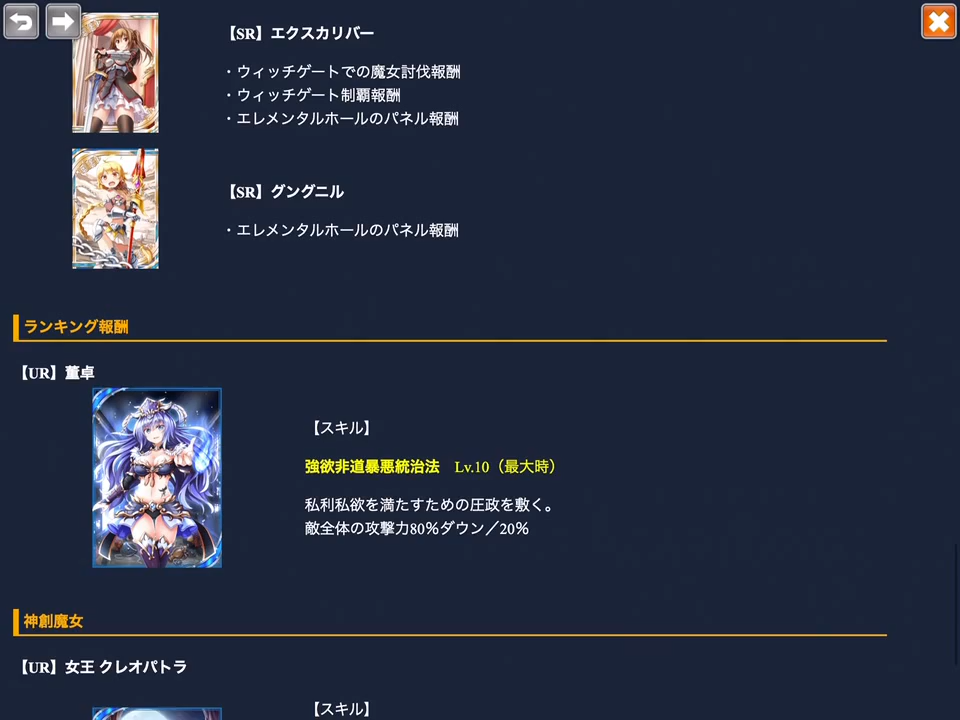 【SR】エクスカリバー
・ウィッチゲートでの魔女討伐報酬
・ウィッチゲート制覇報酬
・エレメンタルホールのパネル報酬
【SR】グングニル
・エレメンタルホールのパネル報酬
ランキング報酬
【UR】董卓
【スキル】
強欲非道暴悪統治法　Lv.10（最大時）
私利私欲を満たすための圧政を敷く。
敵全体の攻撃力80％ダウン／20％
神創魔女
【UR】女王 クレオパトラ
【スキル】